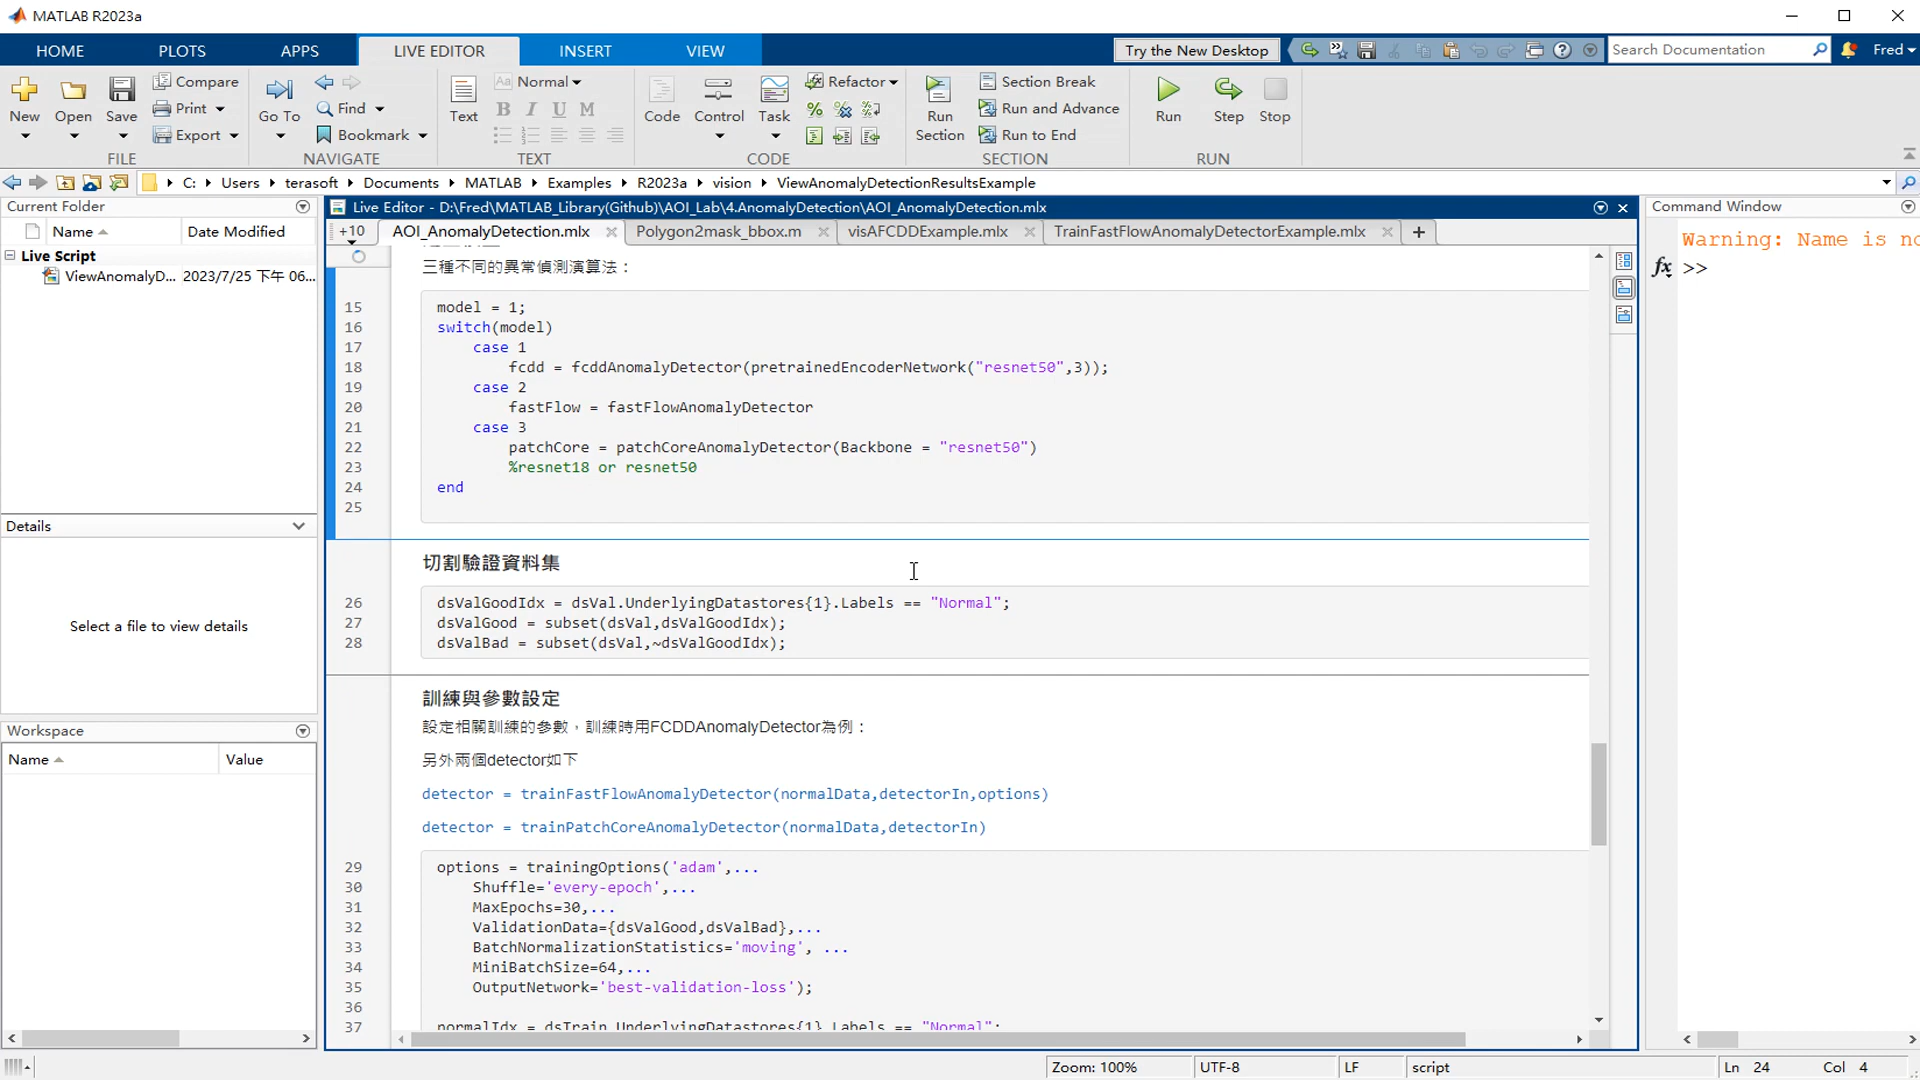 MATLAB R2023a
HOME PLOTS APPS LIVE EDITOR INSERT VIEW Try the New Desktop Search Documentation Fred
New Open Save Compare Print Export Go To Find Bookmark Text Aa Normal B I U M Code Control Task Refactor Run Section Section Break Run and Advance Run to End Run Step Stop
FILE NAVIGATE TEXT CODE SECTION RUN
C: Users terasoft Documents MATLAB Examples R2023a vision ViewAnomalyDetectionResultsExample
Current Folder
Name Date Modified
Live Script
ViewAnomalyD... 2023/7/25 下午 06...
Details
Select a file to view details
Workspace
Name Value
Live Editor - D:\Fred\MATLAB_Library(Github)\AOI_Lab\4.AnomalyDetection\AOI_AnomalyDetection.mlx
+10 AOI_AnomalyDetection.mlx Polygon2mask_bbox.m visAFCDDExample.mlx TrainFastFlowAnomalyDetectorExample.mlx
三種不同的異常偵測演算法：
15 model = 1;
16 switch(model)
17 case 1
18 fcdd = fcddAnomalyDetector(pretrainedEncoderNetwork("resnet50",3));
19 case 2
20 fastFlow = fastFlowAnomalyDetector
21 case 3
22 patchCore = patchCoreAnomalyDetector(Backbone = "resnet50")
23 %resnet18 or resnet50
24 end
25
切割驗證資料集
26 dsValGoodIdx = dsVal.UnderlyingDatastores{1}.Labels == "Normal";
27 dsValGood = subset(dsVal,dsValGoodIdx);
28 dsValBad = subset(dsVal,~dsValGoodIdx);
訓練與參數設定
設定相關訓練的參數，訓練時用FCDDAnomalyDetector為例：
另外兩個detector如下
detector = trainFastFlowAnomalyDetector(normalData,detectorIn,options)
detector = trainPatchCoreAnomalyDetector(normalData,detectorIn)
29 options = trainingOptions('adam',...
30 Shuffle='every-epoch',...
31 MaxEpochs=30,...
32 ValidationData={dsValGood,dsValBad},...
33 BatchNormalizationStatistics='moving', ...
34 MiniBatchSize=64,...
35 OutputNetwork='best-validation-loss');
36
37 normalIdx = dsTrain.UnderlyingDatastores{1}.Labels == "Normal";
Command Window
Warning: Name is no
fx >>
Zoom: 100% UTF-8 LF script Ln 24 Col 4